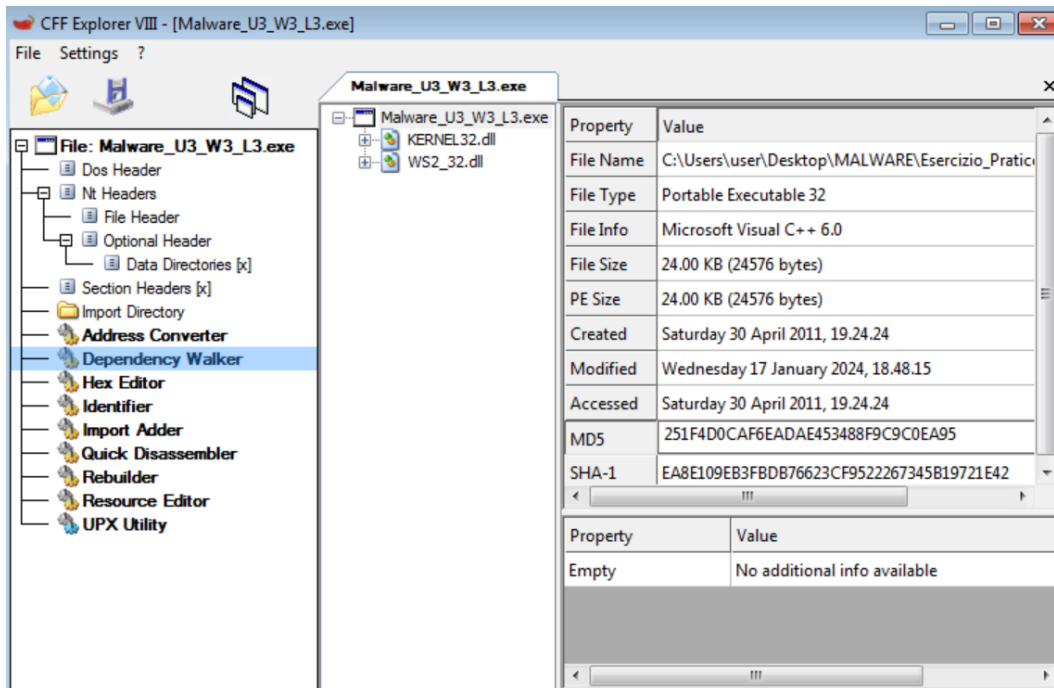 CFF Explorer VIII - [Malware_U3_W3_L3.exe]
File Settings ?
Malware_U3_W3_L3.exe
File: Malware_U3_W3_L3.exe
Dos Header
Nt Headers
File Header
Optional Header
Data Directories [x]
Section Headers [x]
Import Directory
Address Converter
Dependency Walker
Hex Editor
Identifier
Import Adder
Quick Disassembler
Rebuilder
Resource Editor
UPX Utility
Malware_U3_W3_L3.exe
KERNEL32.dll
WS2_32.dll
Property Value
File Name C:\Users\user\Desktop\MALWARE\Esercizio_Pratic
File Type Portable Executable 32
File Info Microsoft Visual C++ 6.0
File Size 24.00 KB (24576 bytes)
PE Size 24.00 KB (24576 bytes)
Created Saturday 30 April 2011, 19.24.24
Modified Wednesday 17 January 2024, 18.48.15
Accessed Saturday 30 April 2011, 19.24.24
MD5 251F4D0CAF6EADAE453488F9C9C0EA95
SHA-1 EA8E109EB3FBDB76623CF9522267345B19721E42
Property Value
Empty No additional info available